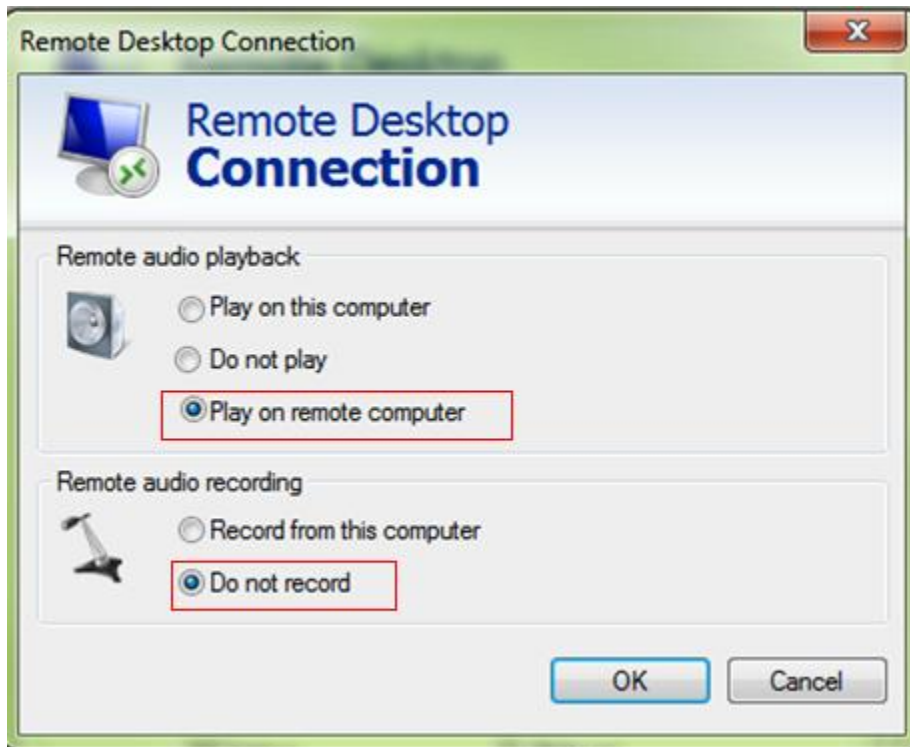 Remote Desktop Connection
Remote Desktop
Connection
Remote audio playback
Play on this computer
Do not play
Play on remote computer
Remote audio recording
Record from this computer
Do not record
OK
Cancel